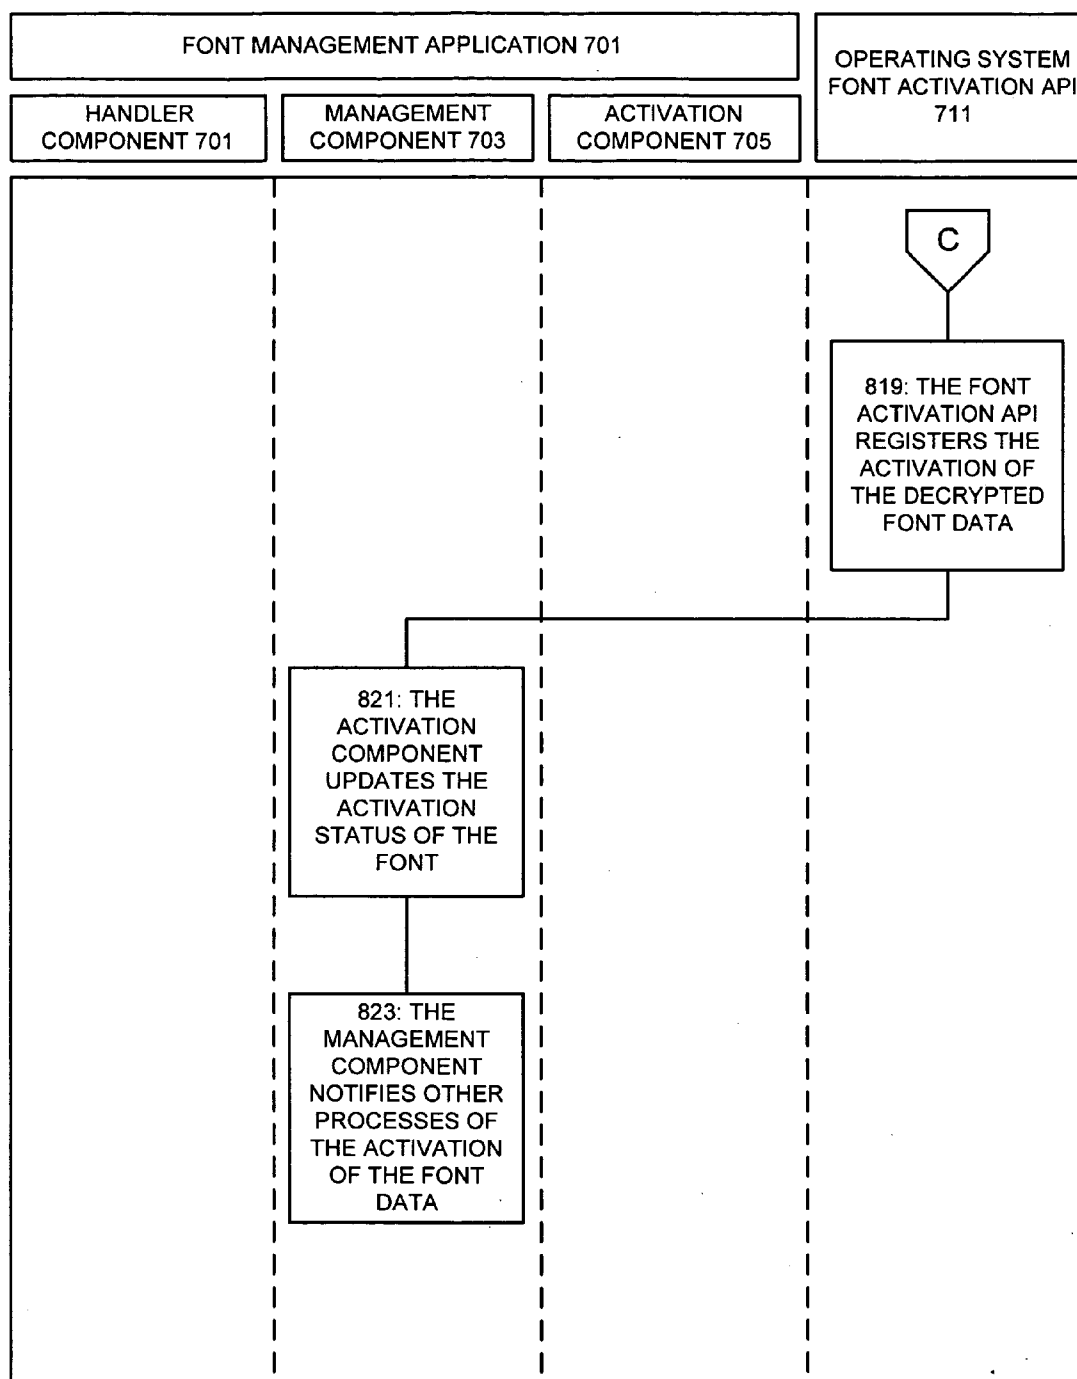 FONT MANAGEMENT APPLICATION 701
OPERATING SYSTEM
FONT ACTIVATION API
711
HANDLER
COMPONENT 701
MANAGEMENT
COMPONENT 703
ACTIVATION
COMPONENT 705
C
819: THE FONT
ACTIVATION API
REGISTERS THE
ACTIVATION OF
THE DECRYPTED
FONT DATA
821: THE
ACTIVATION
COMPONENT
UPDATES THE
ACTIVATION
STATUS OF THE
FONT
823: THE
MANAGEMENT
COMPONENT
NOTIFIES OTHER
PROCESSES OF
THE ACTIVATION
OF THE FONT
DATA